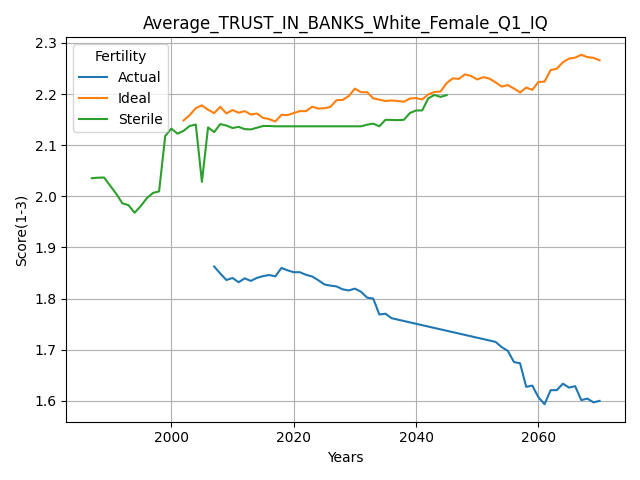 Average_TRUST_IN_BANKS_White_Female_Q1_IQ
Fertility
Actual
Ideal
Sterile
Score(1-3)
2.3
2.2
2.1
2.0
1.9
1.8
1.7
1.6
2000
2020
2040
2060
Years